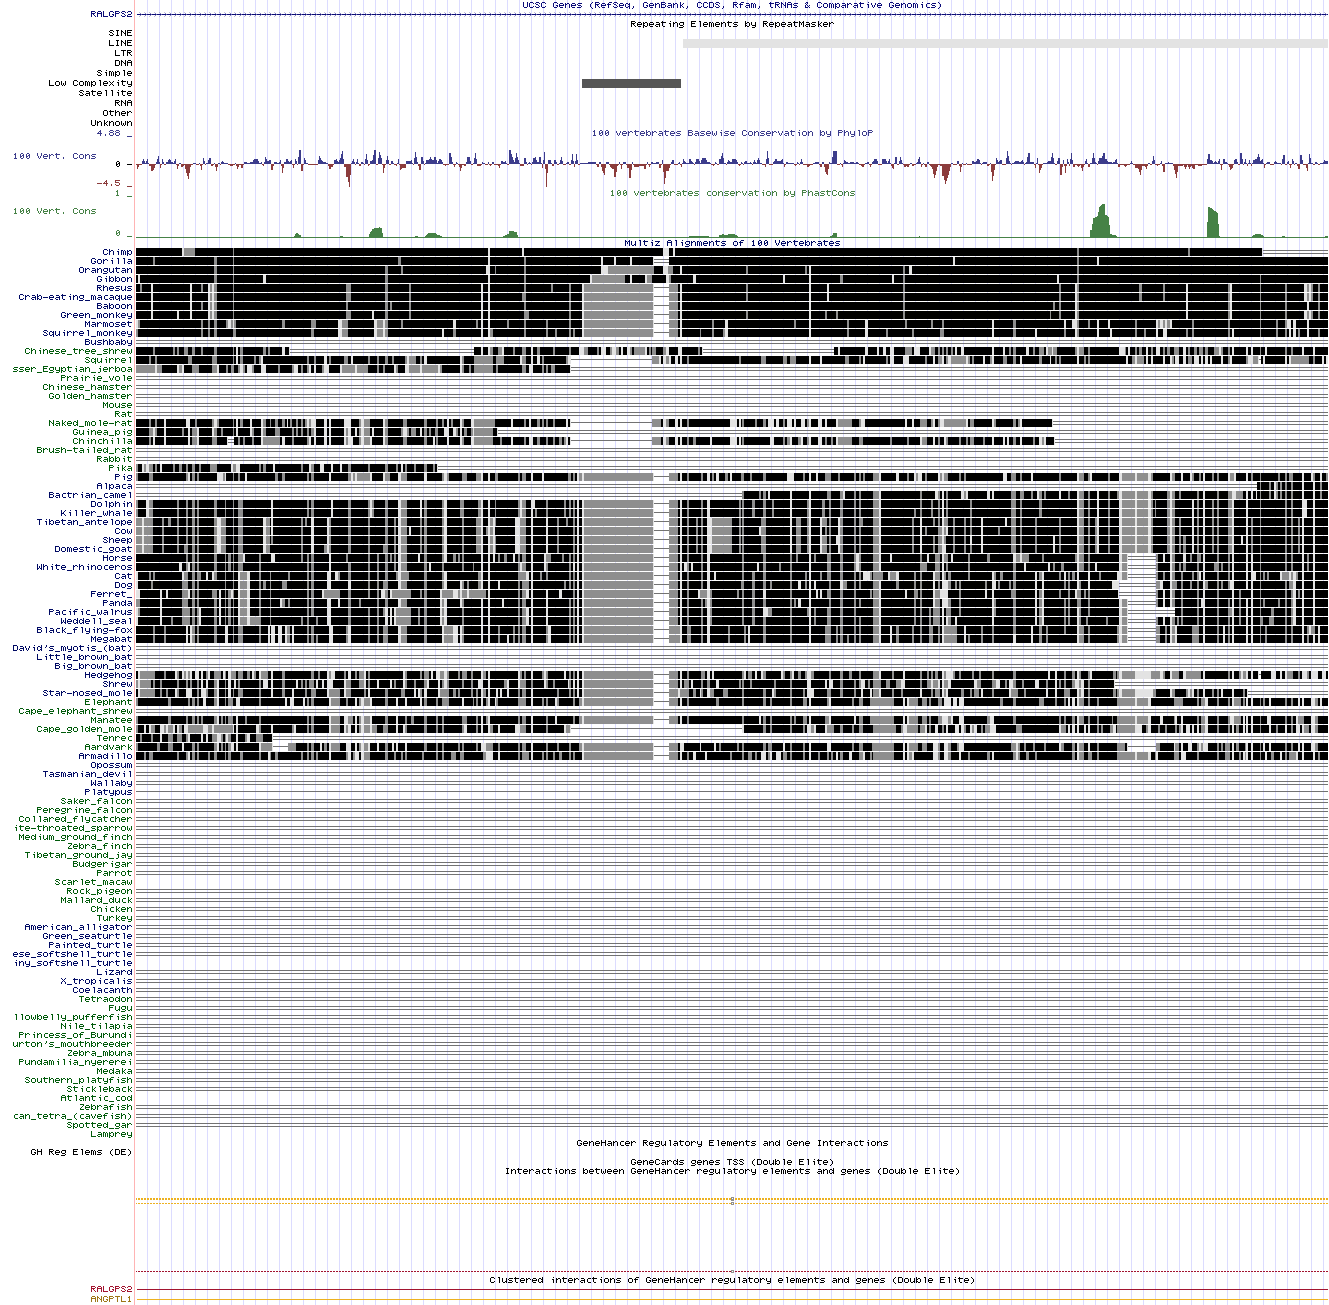 UCSC Genes (RefSeq, GenBank, CCDS, Rfam, tRNAs & Comparative Genomics)
RALGPS2
Repeating Elements by RepeatMasker
SINE
LINE
LTR
DNA
Simple
Low Complexity
Satellite
RNA
Other
Unknown
4.88 _
100 vertebrates Basewise Conservation by PhyloP
100 Vert. Cons
0 -
-4.5 _
100 vertebrates conservation by PhastCons
1 _
100 Vert. Cons
0 _
Multiz Alignments of 100 Vertebrates
Chimp
Gorilla
Orangutan
Gibbon
Rhesus
Crab-eating_macaque
Baboon
Green_monkey
Marmoset
Squirrel_monkey
Bushbaby
Chinese_tree_shrew
Squirrel
sser_Egyptian_jerboa
Prairie_vole
Chinese_hamster
Golden_hamster
Mouse
Rat
Naked_mole-rat
Guinea_pig
Chinchilla
Brush-tailed_rat
Rabbit
Pika
Pig
Alpaca
Bactrian_camel
Dolphin
Killer_whale
Tibetan_antelope
Cow
Sheep
Domestic_goat
Horse
White_rhinoceros
Cat
Dog
Ferret_
Panda
Pacific_walrus
Weddell_seal
Black_flying-fox
Megabat
David's_myotis_(bat)
Little_brown_bat
Big_brown_bat
Hedgehog
Shrew
Star-nosed_mole
Elephant
Cape_elephant_shrew
Manatee
Cape_golden_mole
Tenrec
Aardvark
Armadillo
Opossum
Tasmanian_devil
Wallaby
Platypus
Saker_falcon
Peregrine_falcon
Collared_flycatcher
ite-throated_sparrow
Medium_ground_finch
Zebra_finch
Tibetan_ground_jay
Budgerigar
Parrot
Scarlet_macaw
Rock_pigeon
Mallard_duck
Chicken
Turkey
American_alligator
Green_seaturtle
Painted_turtle
ese_softshell_turtle
iny_softshell_turtle
Lizard
X_tropicalis
Coelacanth
Tetraodon
Fugu
llowbelly_pufferfish
Nile_tilapia
Princess_of_Burundi
urton's_mouthbreeder
Zebra_mbuna
Pundamilia_nyererei
Medaka
Southern_platyfish
Stickleback
Atlantic_cod
Zebrafish
can_tetra_(cavefish)
Spotted_gar
Lamprey
GeneHancer Regulatory Elements and Gene Interactions
GH Reg Elems (DE)
GeneCards genes TSS (Double Elite)
Interactions between GeneHancer regulatory elements and genes (Double Elite)
Clustered interactions of GeneHancer regulatory elements and genes (Double Elite)
RALGPS2
ANGPTL1